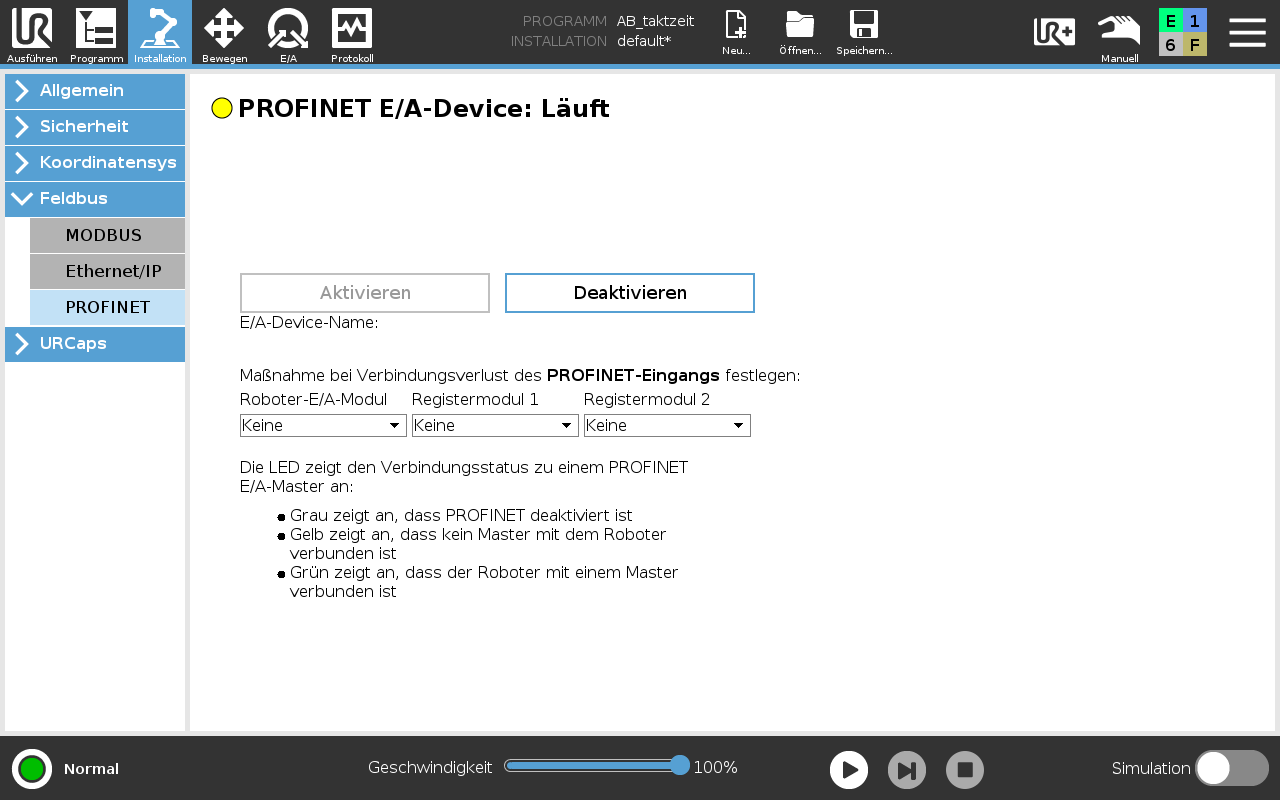 PROGRAMM AB_taktzeit
INSTALLATION default*
Ausführen Programm Installation Bewegen E/A Protokoll Neu... Öffnen... Speichern... UR+ Manuell E 1 6 F
Allgemein
Sicherheit
Koordinatensys
Feldbus
MODBUS
Ethernet/IP
PROFINET
URCaps
PROFINET E/A-Device: Läuft
Aktivieren Deaktivieren
E/A-Device-Name:
Maßnahme bei Verbindungsverlust des PROFINET-Eingangs festlegen:
Roboter-E/A-Modul Registermodul 1 Registermodul 2
Keine Keine Keine
Die LED zeigt den Verbindungsstatus zu einem PROFINET
E/A-Master an:
Grau zeigt an, dass PROFINET deaktiviert ist
Gelb zeigt an, dass kein Master mit dem Roboter
verbunden ist
Grün zeigt an, dass der Roboter mit einem Master
verbunden ist
Normal Geschwindigkeit 100% Simulation